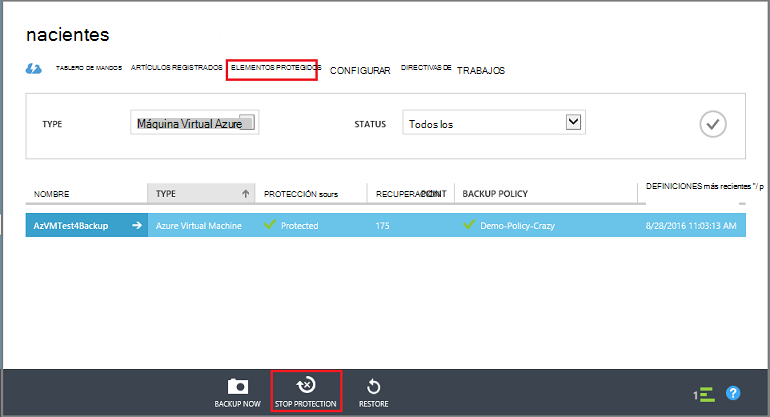 nacientes
TABLERO DE MANDOS ARTÍCULOS REGISTRADOS ELEMENTOS PROTEGIDOS CONFIGURAR DIRECTIVAS DE TRABAJOS
TYPE Máquina Virtual Azure STATUS Todos los
NOMBRE TYPE PROTECCIÓN sours RECUPERACIÓN POINT BACKUP POLICY DEFINICIONES más recientes "/ p
AzVMTest4Backup Azure Virtual Machine Protected 175 Demo-Policy-Crazy 8/28/2016 11:03:13 AM
BACKUP NOW STOP PROTECTION RESTORE 1 ?